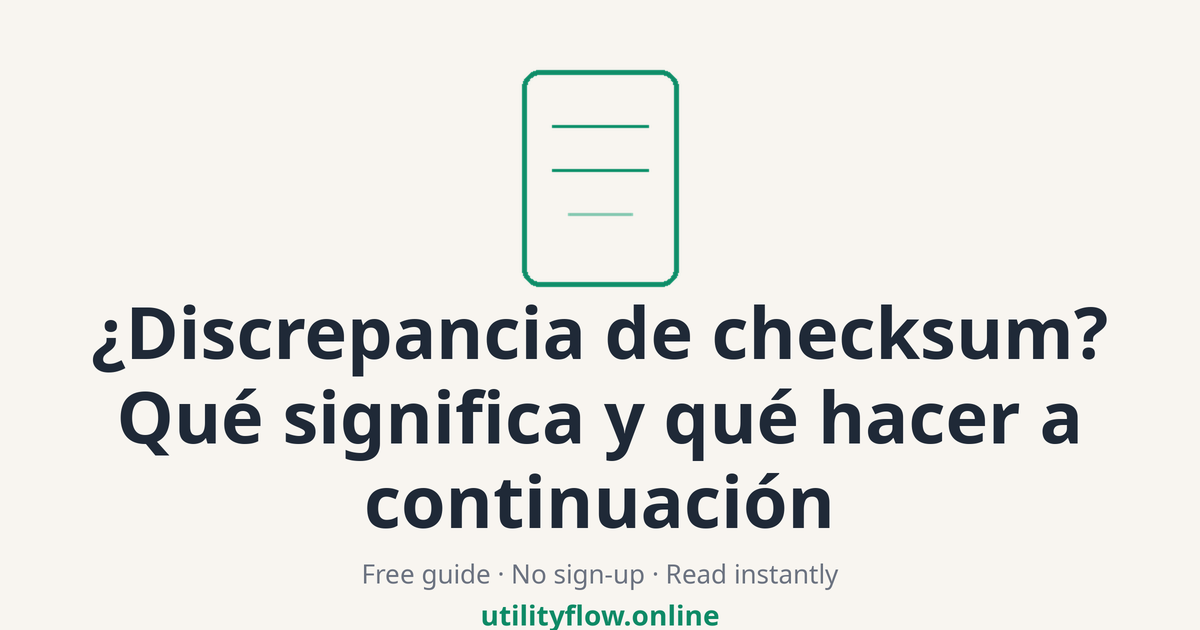 ¿Discrepancia de checksum?
Qué significa y qué hacer a
continuación
Free guide · No sign-up · Read instantly
utilityflow.online